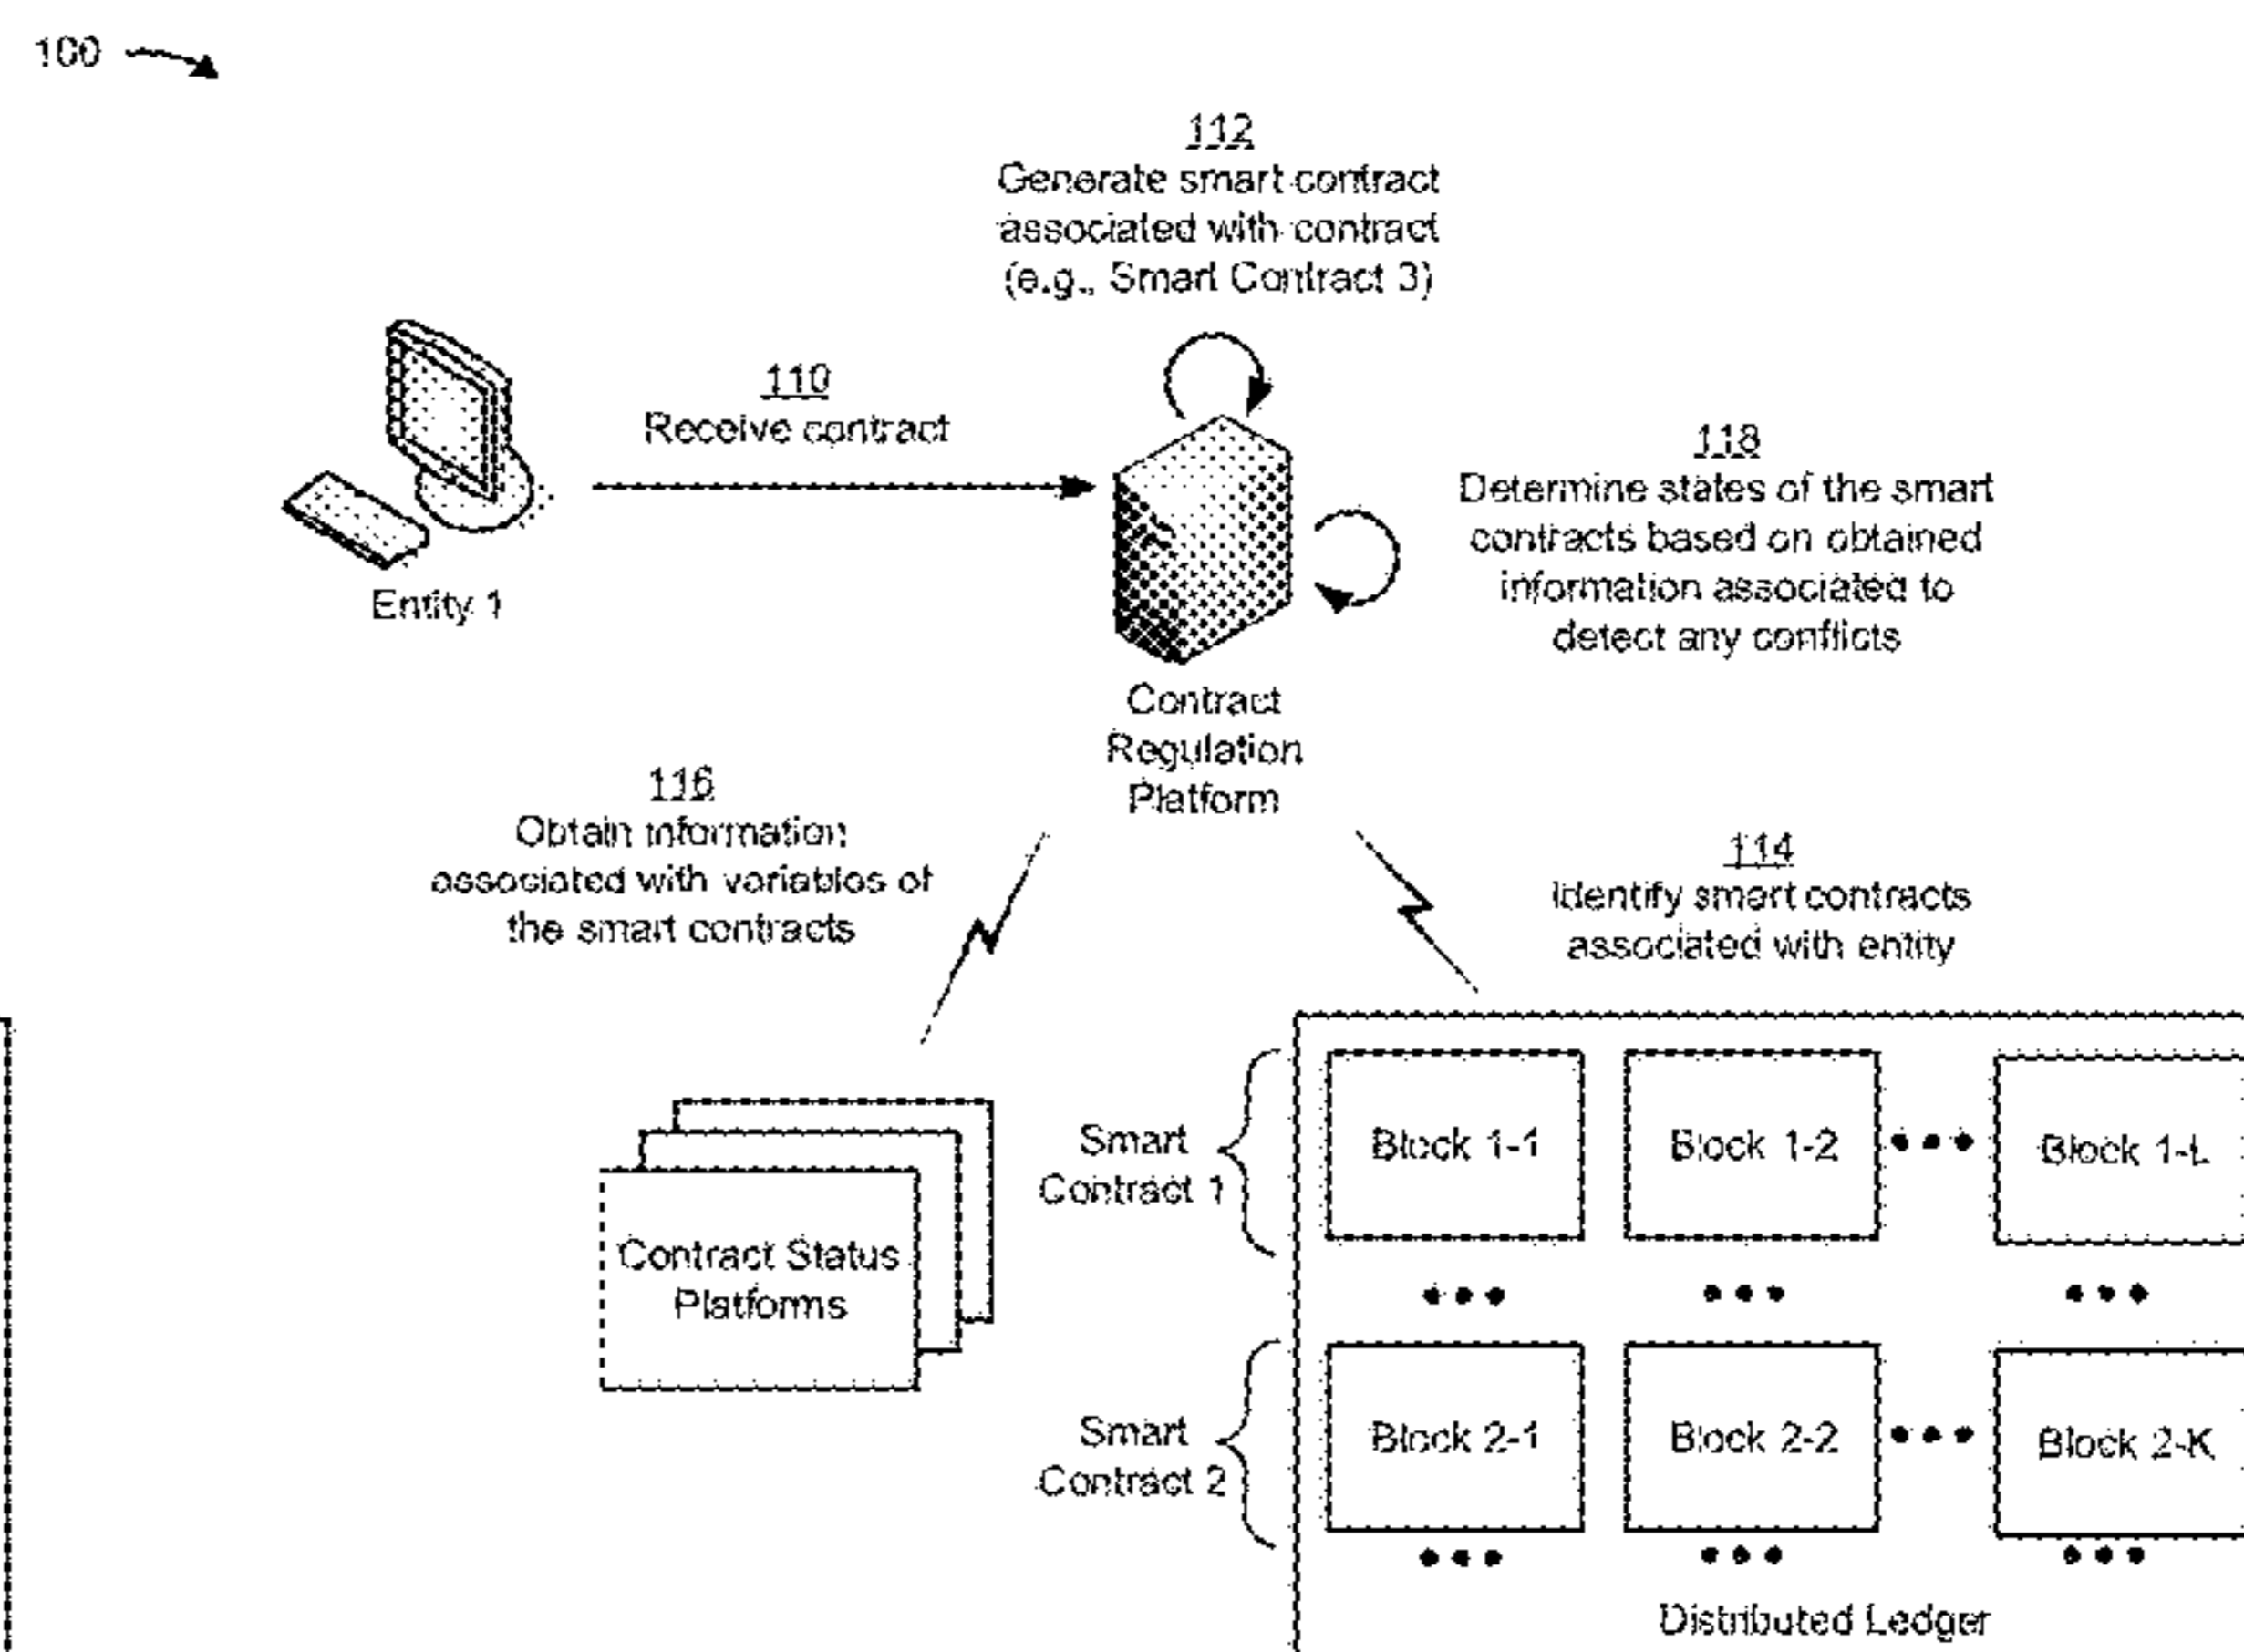 100
112
Generate smart contract
associated with contract
(e.g., Smart Contract 3)
110
Receive contract
118
Determine states of the smart
contracts based on obtained
information associated to
detect any conflicts
Entity 1
Contract
Regulation
Platform
116
Obtain information
associated with variables of
the smart contracts
114
Identify smart contracts
associated with entity
Smart
Contract 1
Block 1-1
Block 1-2
Block 1-L
Contract Status
Platforms
Smart
Contract 2
Block 2-1
Block 2-2
Block 2-K
Distributed Ledger